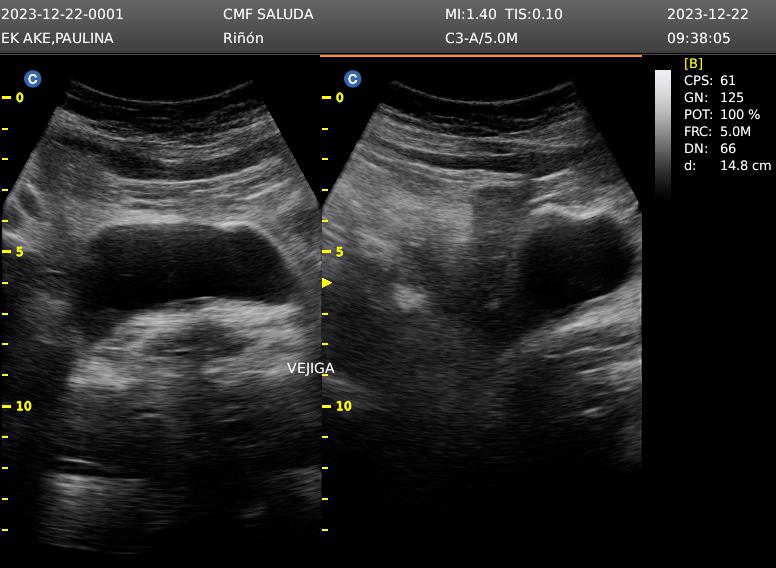 2023-12-22-0001 CMF SALUDA MI:1.40 TIS:0.10 2023-12-22
EK AKE,PAULINA Riñón C3-A/5.0M 09:38:05
[B]
CPS: 61
GN: 125
POT: 100 %
FRC: 5.0M
DN: 66
d: 14.8 cm
C C
0 0
5 5
VEJIGA
10 10